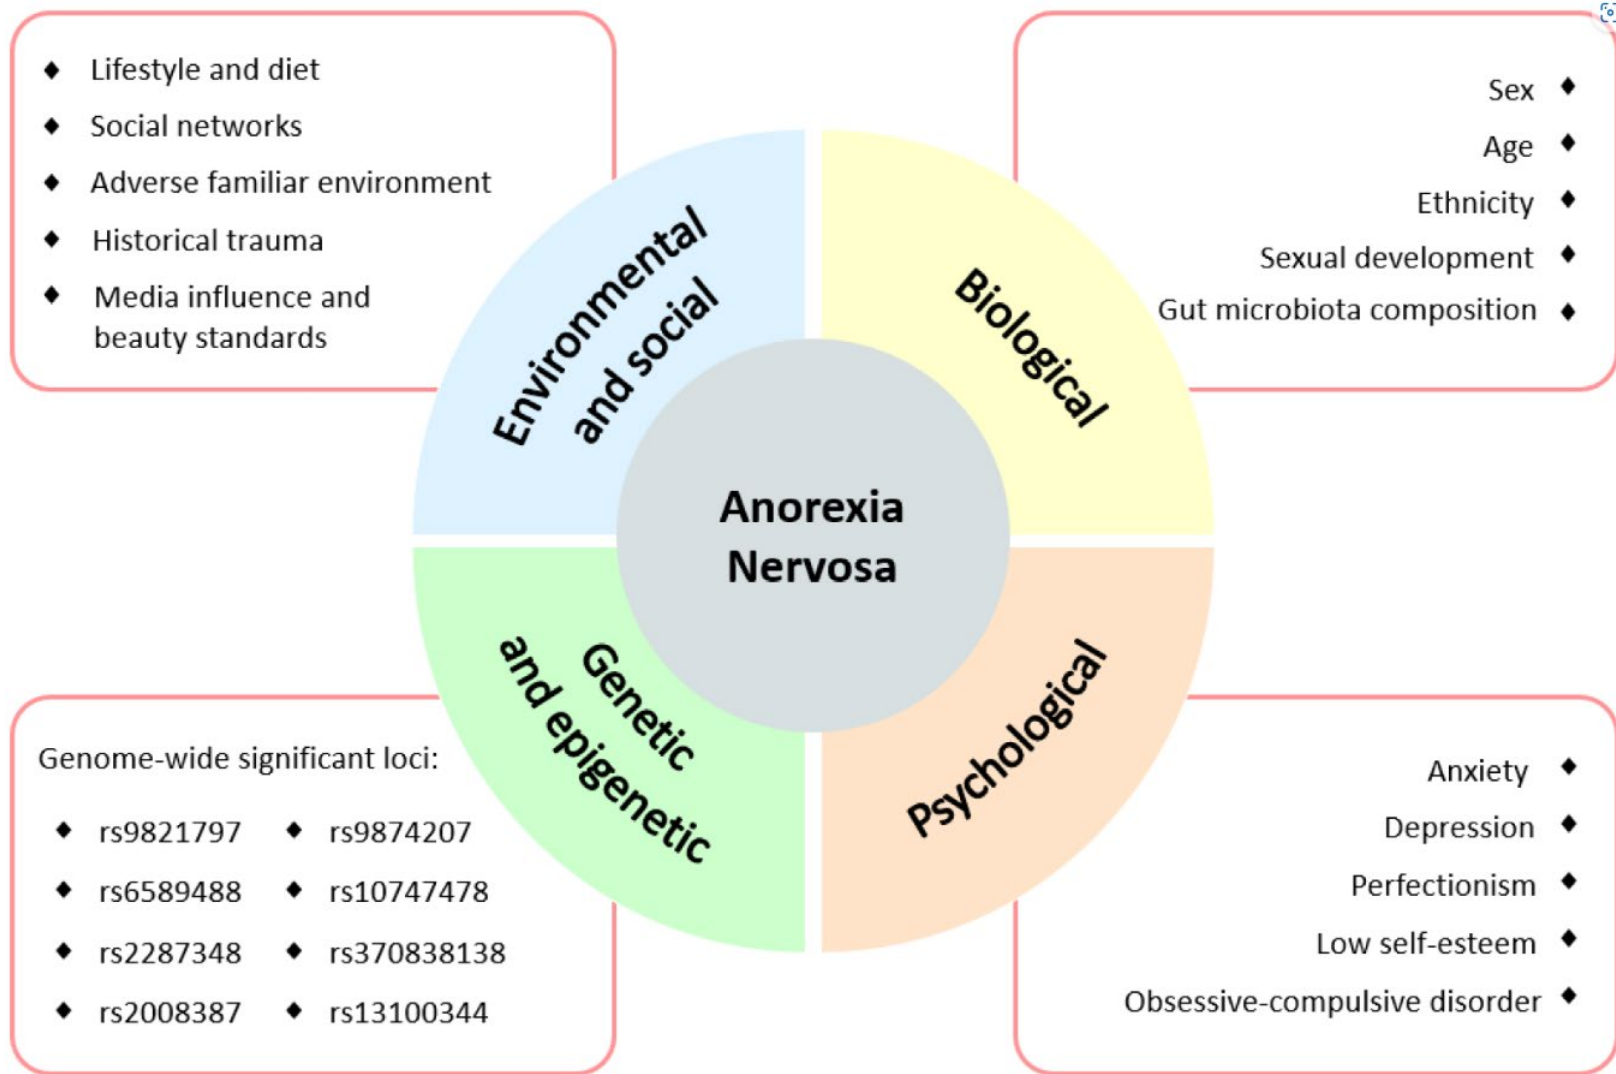 Lifestyle and diet
Social networks
Adverse familiar environment
Historical trauma
Media influence and
beauty standards
Sex
Age
Ethnicity
Sexual development
Gut microbiota composition
Environmental
and social
Biological
Anorexia
Nervosa
Genetic
and epigenetic
Psychological
Genome-wide significant loci:
rs9821797 rs9874207
rs6589488 rs10747478
rs2287348 rs370838138
rs2008387 rs13100344
Anxiety
Depression
Perfectionism
Low self-esteem
Obsessive-compulsive disorder